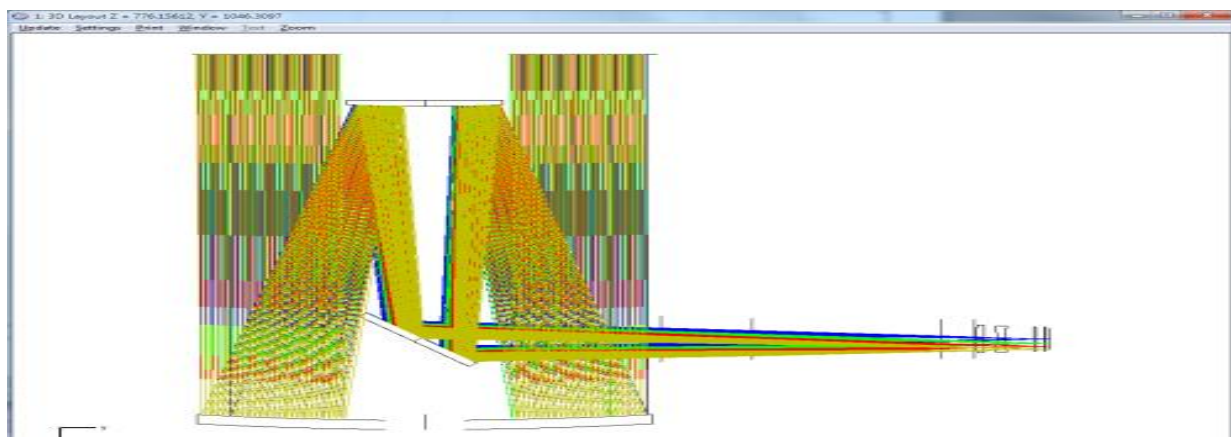 1: 3D Layout Z = 776.15612, Y = 1046.3097
Update Settings Print Window Text Zoom